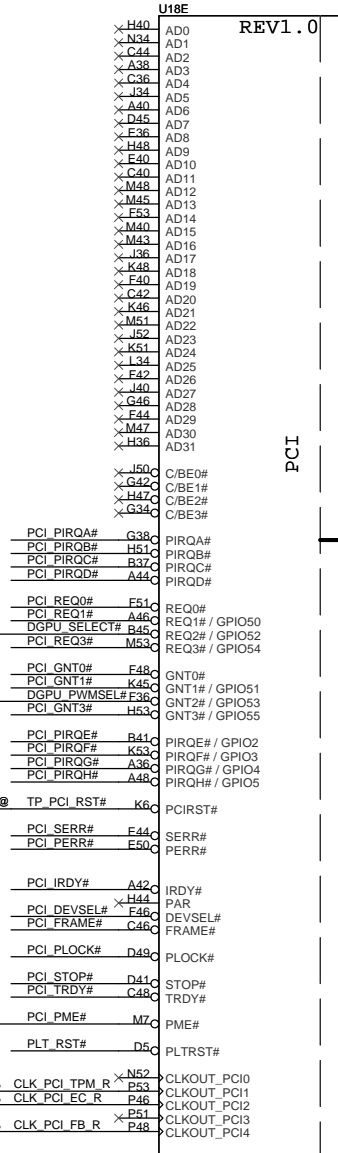 U18E
REV1.0
H40 AD0
N34 AD1
C44 AD2
A38 AD3
C36 AD4
J34 AD5
A40 AD6
D45 AD7
E36 AD8
H48 AD9
E40 AD10
C40 AD11
M48 AD12
M45 AD13
F53 AD14
M40 AD15
M43 AD16
J36 AD17
K48 AD18
F40 AD19
C42 AD20
K46 AD21
M51 AD22
J52 AD23
K51 AD24
L34 AD25
F42 AD26
J40 AD27
G46 AD28
F44 AD29
M47 AD30
H36 AD31
PCI
J50 C/BE0#
G42 C/BE1#
H47 C/BE2#
G34 C/BE3#
PCI_PIRQA# G38 PIRQA#
PCI_PIRQB# H51 PIRQB#
PCI_PIRQC# B37 PIRQC#
PCI_PIRQD# A44 PIRQD#
PCI_REQ0# F51 REQ0#
PCI_REQ1# A46 REQ1# / GPIO50
DGPU_SELECT# B45 REQ2# / GPIO52
PCI_REQ3# M53 REQ3# / GPIO54
PCI_GNT0# F48 GNT0#
PCI_GNT1# K45 GNT1# / GPIO51
DGPU_PWMSEL# F36 GNT2# / GPIO53
PCI_GNT3# H53 GNT3# / GPIO55
PCI_PIRQE# B41 PIRQE# / GPIO2
PCI_PIRQF# K53 PIRQF# / GPIO3
PCI_PIRQG# A36 PIRQG# / GPIO4
PCI_PIRQH# A48 PIRQH# / GPIO5
@ TP_PCI_RST# K6 PCIRST#
PCI_SERR# E44 SERR#
PCI_PERR# E50 PERR#
PCI_IRDY# A42 IRDY#
H44 PAR
PCI_DEVSEL# F46 DEVSEL#
PCI_FRAME# C46 FRAME#
PCI_PLOCK# D49 PLOCK#
PCI_STOP# D41 STOP#
PCI_TRDY# C48 TRDY#
PCI_PME# M7 PME#
PLT_RST# D5 PLTRST#
N52 CLKOUT_PCI0
CLK_PCI_TPM_R P53 CLKOUT_PCI1
CLK_PCI_EC_R P46 CLKOUT_PCI2
P51 CLKOUT_PCI3
CLK_PCI_FB_R P48 CLKOUT_PCI4